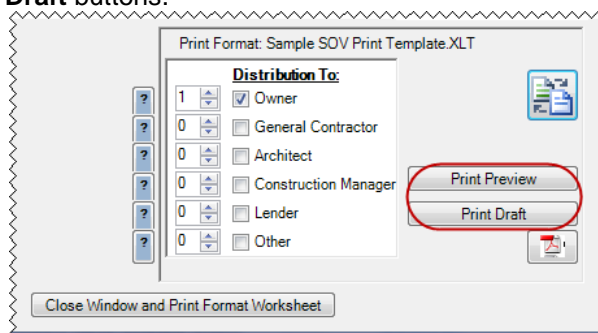 Draft buttons.
Print Format: Sample SOV Print Template.XLT
Distribution To:
? 1 Owner
? 0 General Contractor
? 0 Architect
? 0 Construction Manager
? 0 Lender
? 0 Other
Print Preview
Print Draft
Close Window and Print Format Worksheet